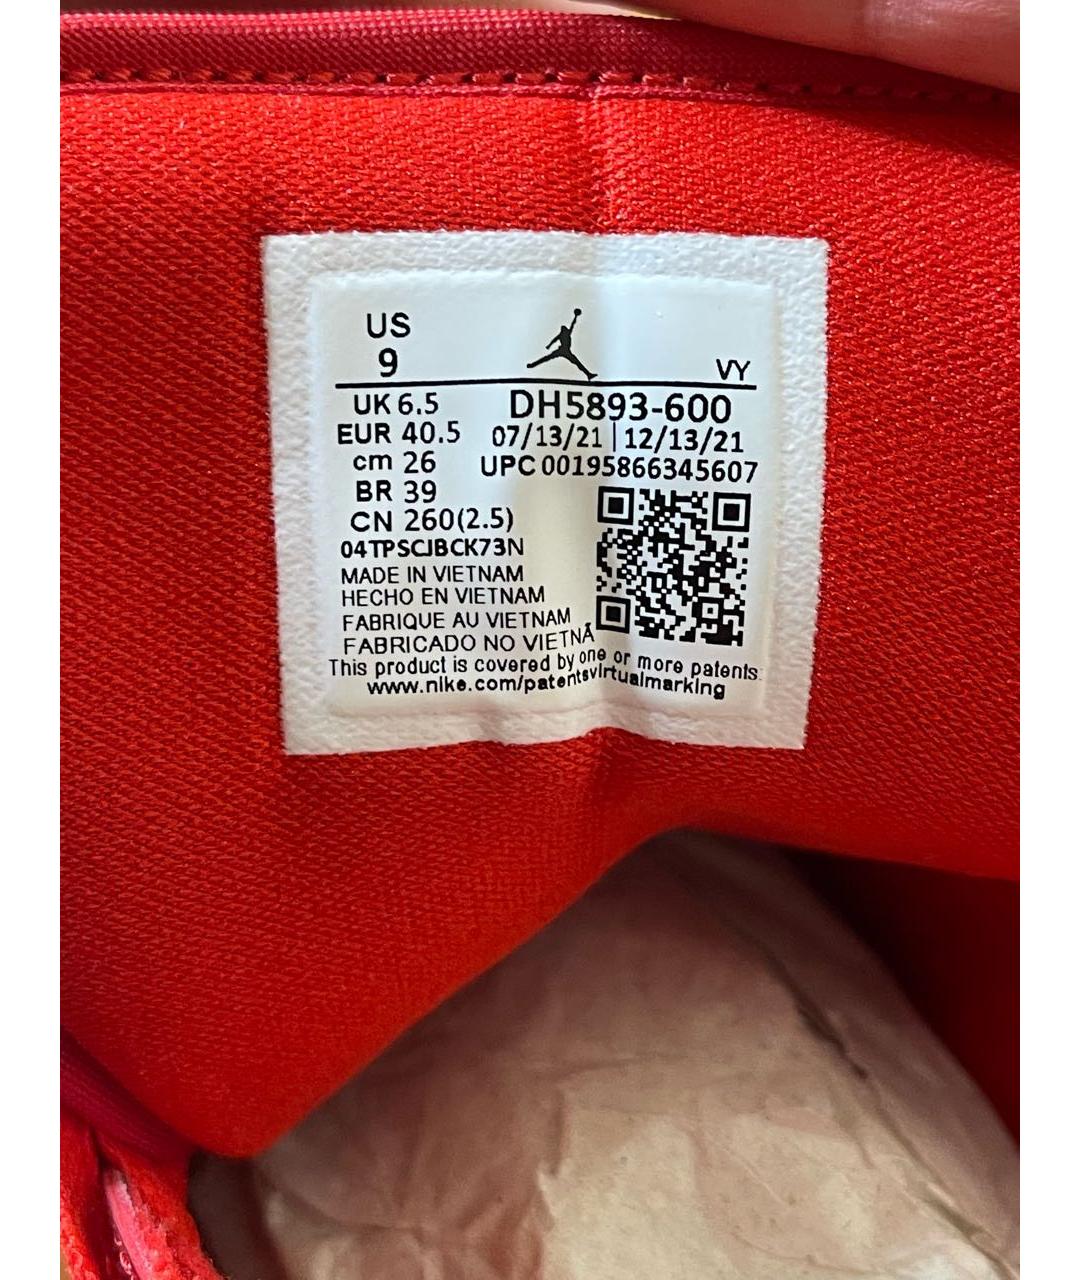 US
9
VY
UK 6.5
DH5893-600
EUR 40.5
07/13/21 | 12/13/21
cm 26
UPC 00195866345607
BR 39
CN 260(2.5)
04TPSCJBCK73N
MADE IN VIETNAM
HECHO EN VIETNAM
FABRIQUE AU VIETNAM
FABRICADO NO VIETNÃ
This product is covered by one or more patents.
www.nike.com/patentsvirtualmarking